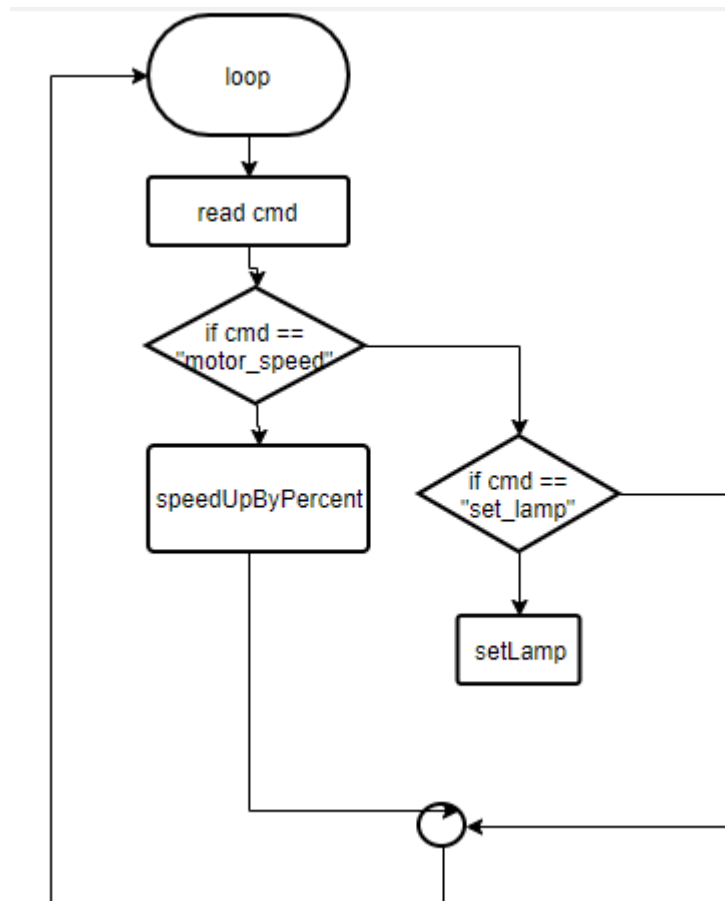 loop
read cmd
if cmd ==
"motor_speed"
speedUpByPercent
if cmd ==
"set_lamp"
setLamp